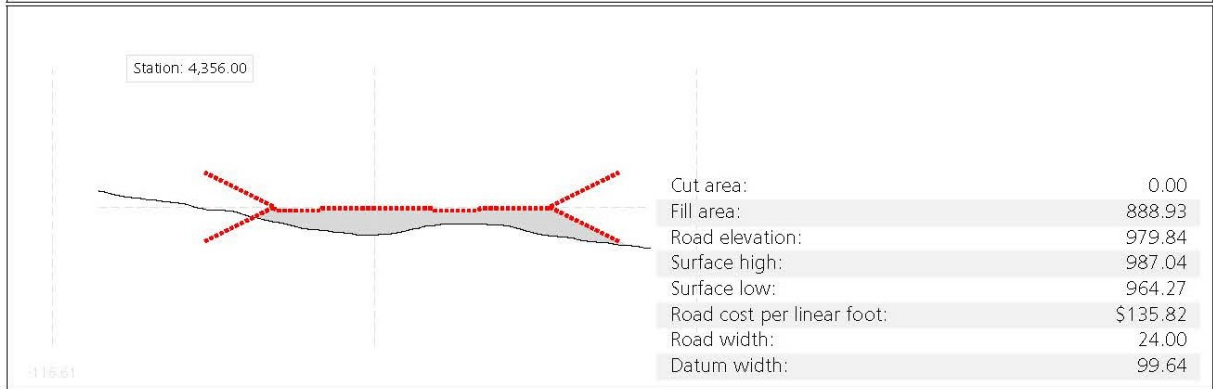 Station: 4,356.00
Cut area: 0.00
Fill area: 888.93
Road elevation: 979.84
Surface high: 987.04
Surface low: 964.27
Road cost per linear foot: $135.82
Road width: 24.00
Datum width: 99.64
-116.61